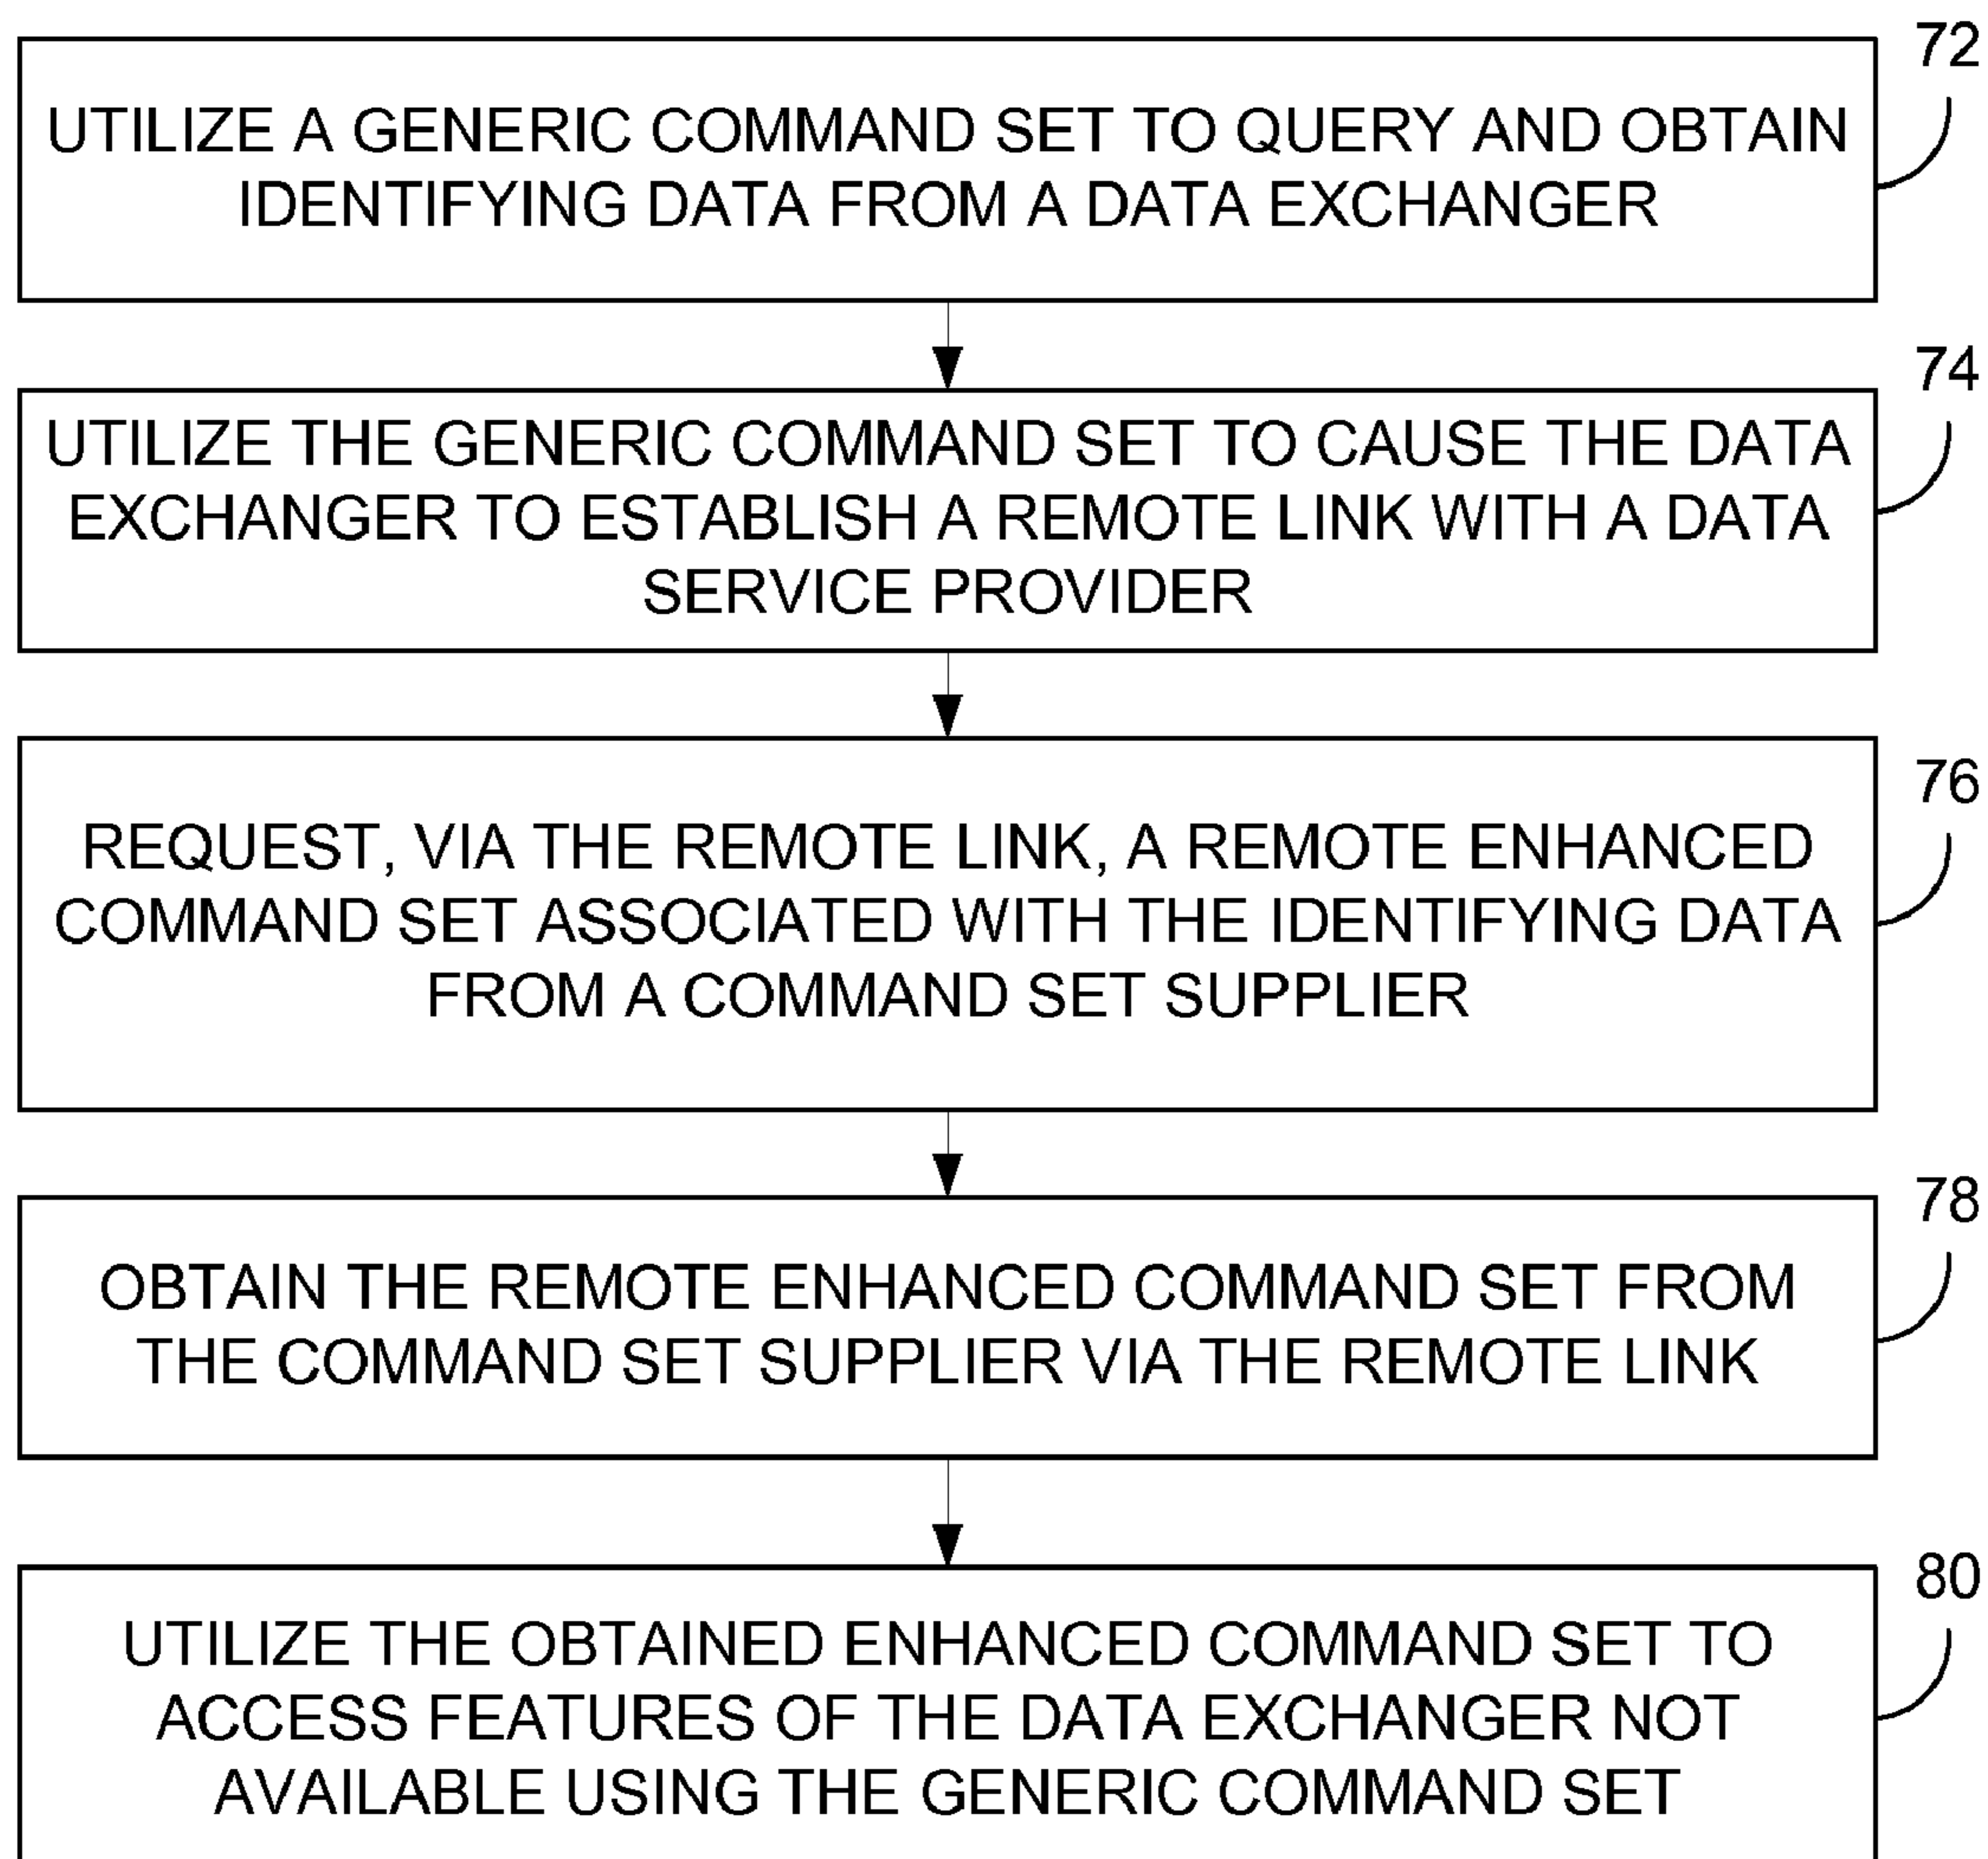 72
UTILIZE A GENERIC COMMAND SET TO QUERY AND OBTAIN
IDENTIFYING DATA FROM A DATA EXCHANGER
74
UTILIZE THE GENERIC COMMAND SET TO CAUSE THE DATA
EXCHANGER TO ESTABLISH A REMOTE LINK WITH A DATA
SERVICE PROVIDER
76
REQUEST, VIA THE REMOTE LINK, A REMOTE ENHANCED
COMMAND SET ASSOCIATED WITH THE IDENTIFYING DATA
FROM A COMMAND SET SUPPLIER
78
OBTAIN THE REMOTE ENHANCED COMMAND SET FROM
THE COMMAND SET SUPPLIER VIA THE REMOTE LINK
80
UTILIZE THE OBTAINED ENHANCED COMMAND SET TO
ACCESS FEATURES OF THE DATA EXCHANGER NOT
AVAILABLE USING THE GENERIC COMMAND SET